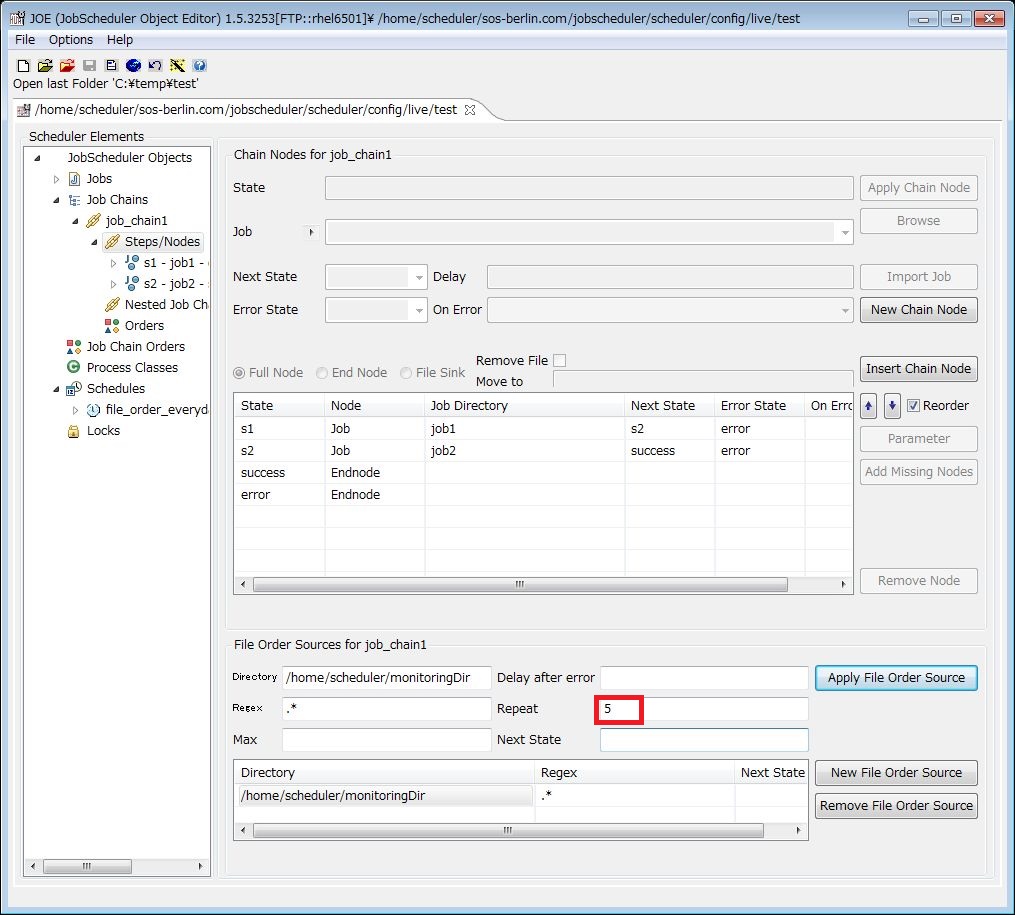 JOE (JobScheduler Object Editor) 1.5.3253[FTP::rhel6501]¥ /home/scheduler/sos-berlin.com/jobscheduler/scheduler/config/live/test
File Options Help
Open last Folder 'C:¥temp¥test'
/home/scheduler/sos-berlin.com/jobscheduler/scheduler/config/live/test
Scheduler Elements
JobScheduler Objects
Jobs
Job Chains
job_chain1
Steps/Nodes
s1 - job1 -
s2 - job2 -
Nested Job Ch
Orders
Job Chain Orders
Process Classes
Schedules
file_order_everyd
Locks
Chain Nodes for job_chain1
State
Apply Chain Node
Job
Browse
Next State Delay
Import Job
Error State On Error
New Chain Node
Full Node End Node File Sink
Remove File
Move to
Insert Chain Node
State Node Job Directory Next State Error State On Erro
s1 Job job1 s2 error
s2 Job job2 success error
success Endnode
error Endnode
Reorder
Parameter
Add Missing Nodes
Remove Node
File Order Sources for job_chain1
Directory /home/scheduler/monitoringDir Delay after error Apply File Order Source
Regex .* Repeat 5
Max Next State
Directory Regex Next State
/home/scheduler/monitoringDir .*
New File Order Source
Remove File Order Source